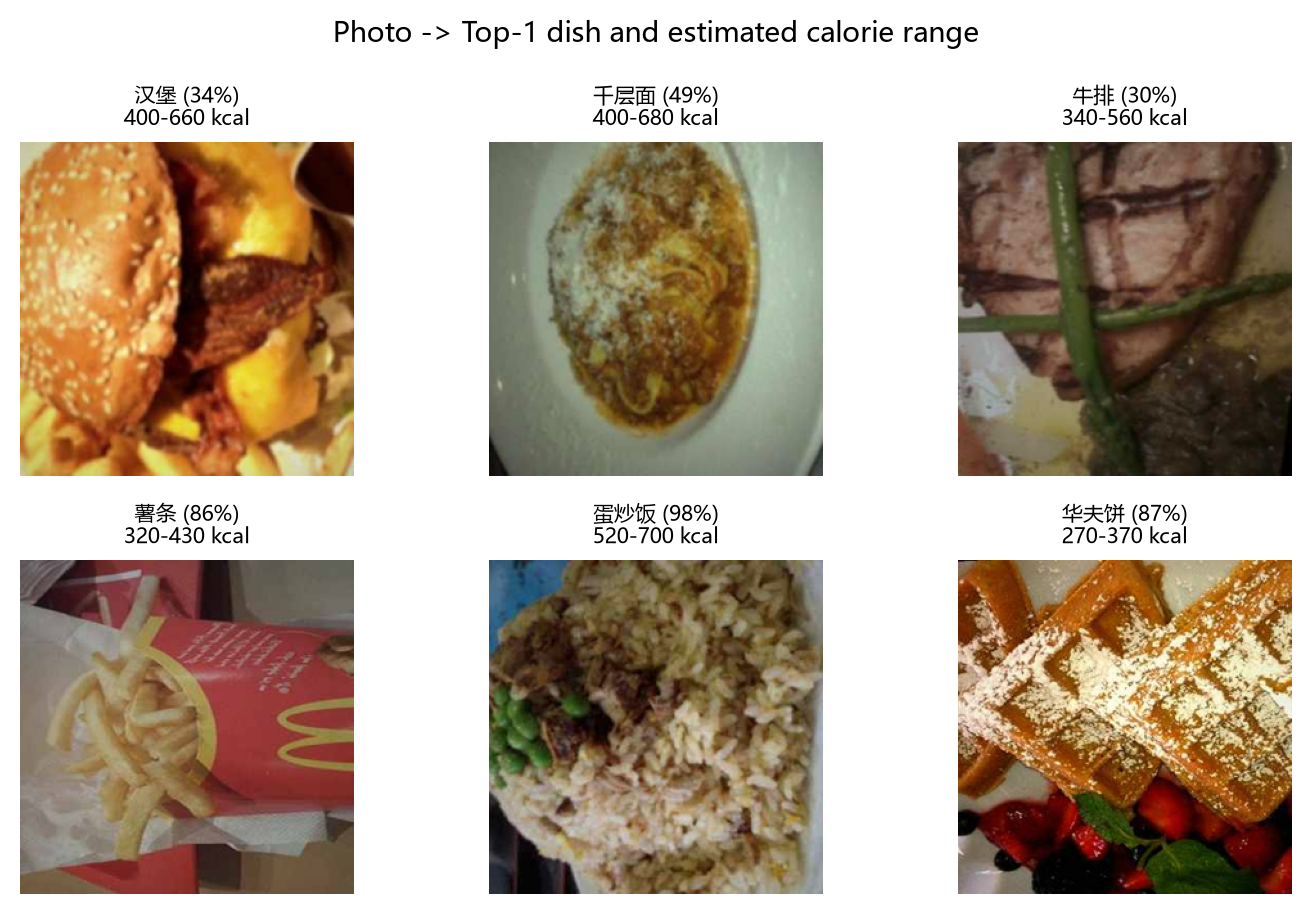 Photo -> Top-1 dish and estimated calorie range
汉堡 (34%)
400-660 kcal
千层面 (49%)
400-680 kcal
牛排 (30%)
340-560 kcal
薯条 (86%)
320-430 kcal
蛋炒饭 (98%)
520-700 kcal
华夫饼 (87%)
270-370 kcal